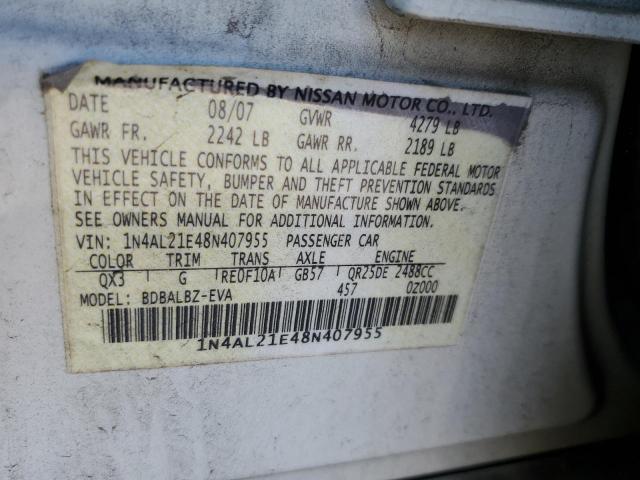 MANUFACTURED BY NISSAN MOTOR CO., LTD.
DATE 08/07 GVWR 4279 LB
GAWR FR. 2242 LB GAWR RR. 2189 LB
THIS VEHICLE CONFORMS TO ALL APPLICABLE FEDERAL MOTOR
VEHICLE SAFETY, BUMPER AND THEFT PREVENTION STANDARDS
IN EFFECT ON THE DATE OF MANUFACTURE SHOWN ABOVE.
SEE OWNERS MANUAL FOR ADDITIONAL INFORMATION.
VIN: 1N4AL21E48N407955 PASSENGER CAR
COLOR TRIM TRANS AXLE ENGINE
QX3 G RE0F10A GB57 QR25DE 2488CC
MODEL: BDBALBZ-EVA 457 0Z000
1N4AL21E48N407955